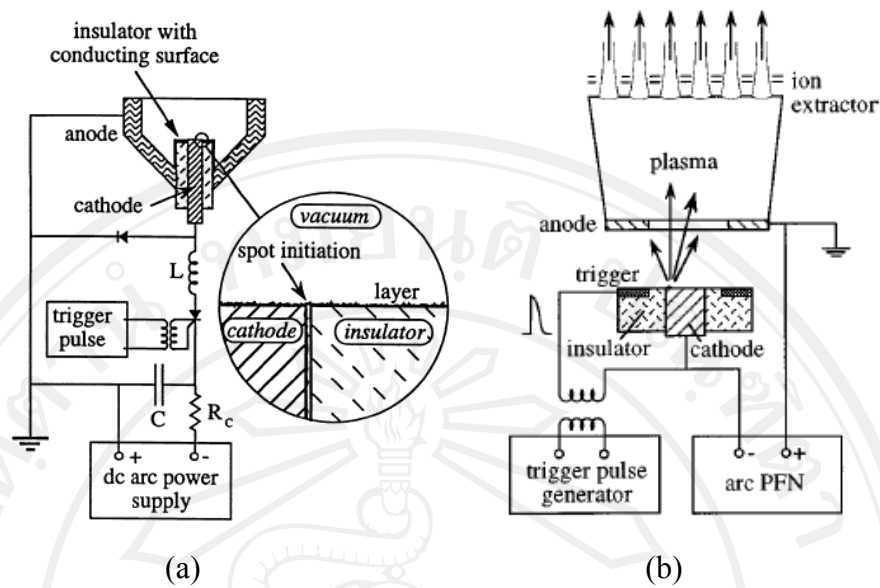 insulator with
conducting surface
anode
cathode
L
trigger
pulse
C
R_c
+ -
dc arc power
supply
vacuum
spot initiation
layer
cathode
insulator
(a)
ion
extractor
plasma
anode
trigger
insulator
cathode
trigger pulse
generator
- +
arc PFN
(b)